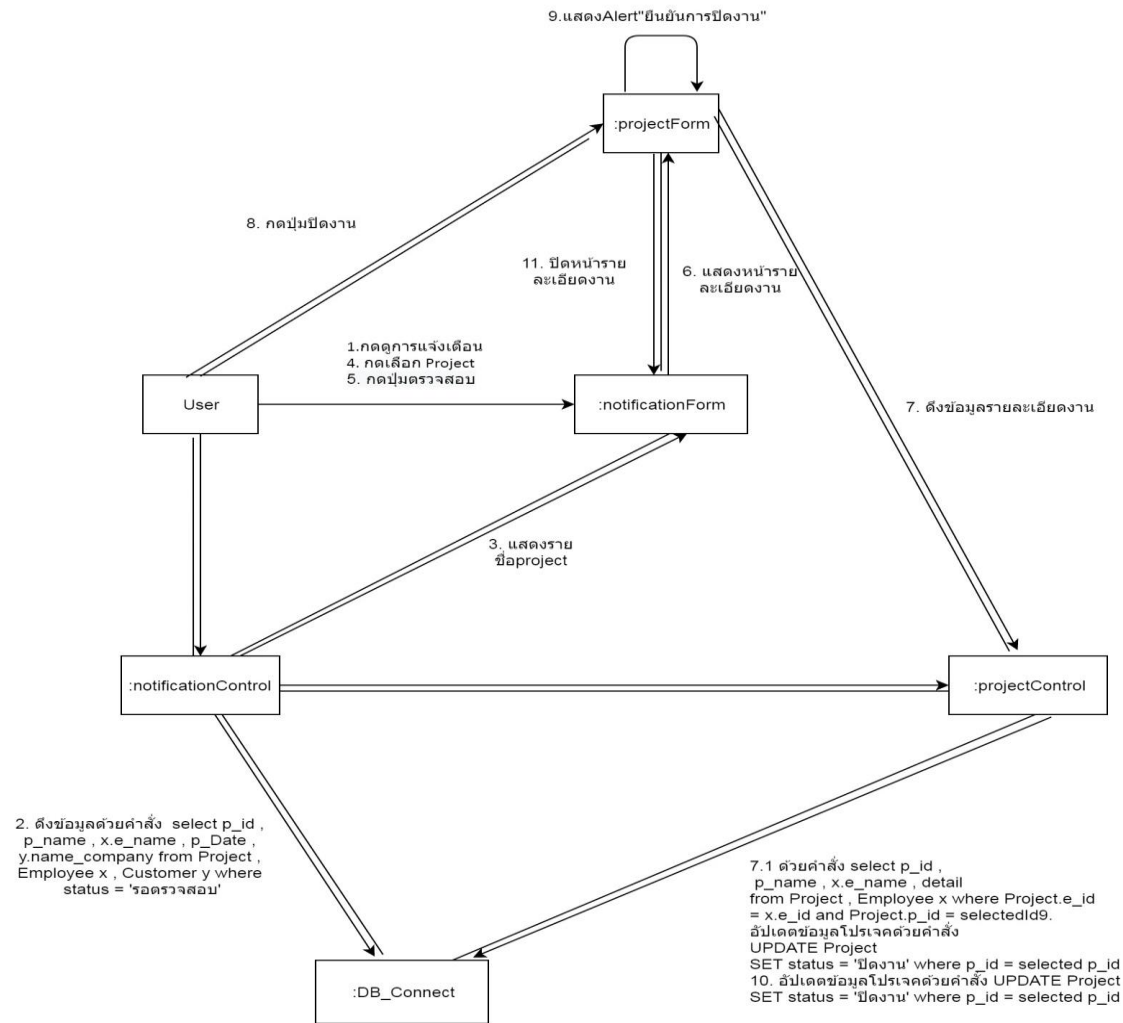 9.แสดงAlert"ยืนยันการปิดงาน"
:projectForm
8. กดปุ่มปิดงาน
11. ปิดหน้าราย
ละเอียดงาน
6. แสดงหน้าราย
ละเอียดงาน
1.กดดูการแจ้งเตือน
4. กดเลือก Project
5. กดปุ่มตรวจสอบ
User
:notificationForm
7. ดึงข้อมูลรายละเอียดงาน
3. แสดงราย
ชื่อproject
:notificationControl
:projectControl
2. ดึงข้อมูลด้วยคำสั่ง select p_id ,
p_name , x.e_name , p_Date ,
y.name_company from Project ,
Employee x , Customer y where
status = 'รอตรวจสอบ'
7.1 ด้วยคำสั่ง select p_id ,
p_name , x.e_name , detail
from Project , Employee x where Project.e_id
= x.e_id and Project.p_id = selectedId9.
อัปเดตข้อมูลโปรเจคด้วยคำสั่ง
UPDATE Project
SET status = 'ปิดงาน' where p_id = selected p_id
10. อัปเดตข้อมูลโปรเจคด้วยคำสั่ง UPDATE Project
SET status = 'ปิดงาน' where p_id = selected p_id
:DB_Connect